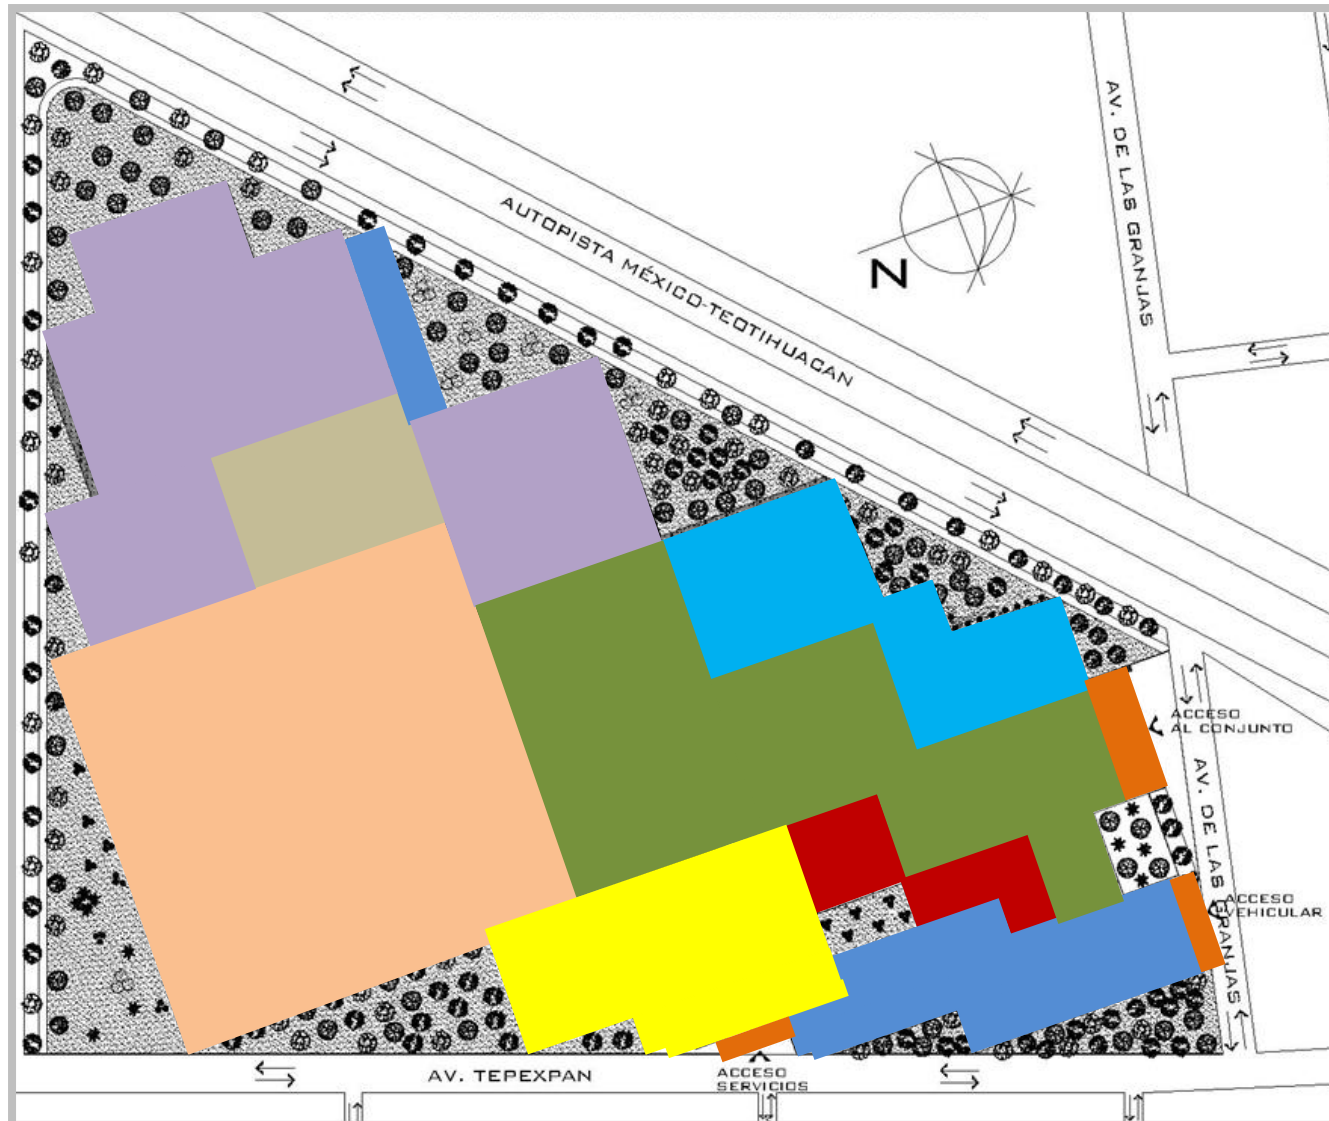 AV. DE LAS GRANJAS
AUTOPISTA MÉXICO-TEOTIHUACAN
N
ACCESO
AL CONJUNTO
AV. DE LAS GRANJAS
ACCESO
VEHICULAR
AV. TEPEXPAN
ACCESO
SERVICIOS